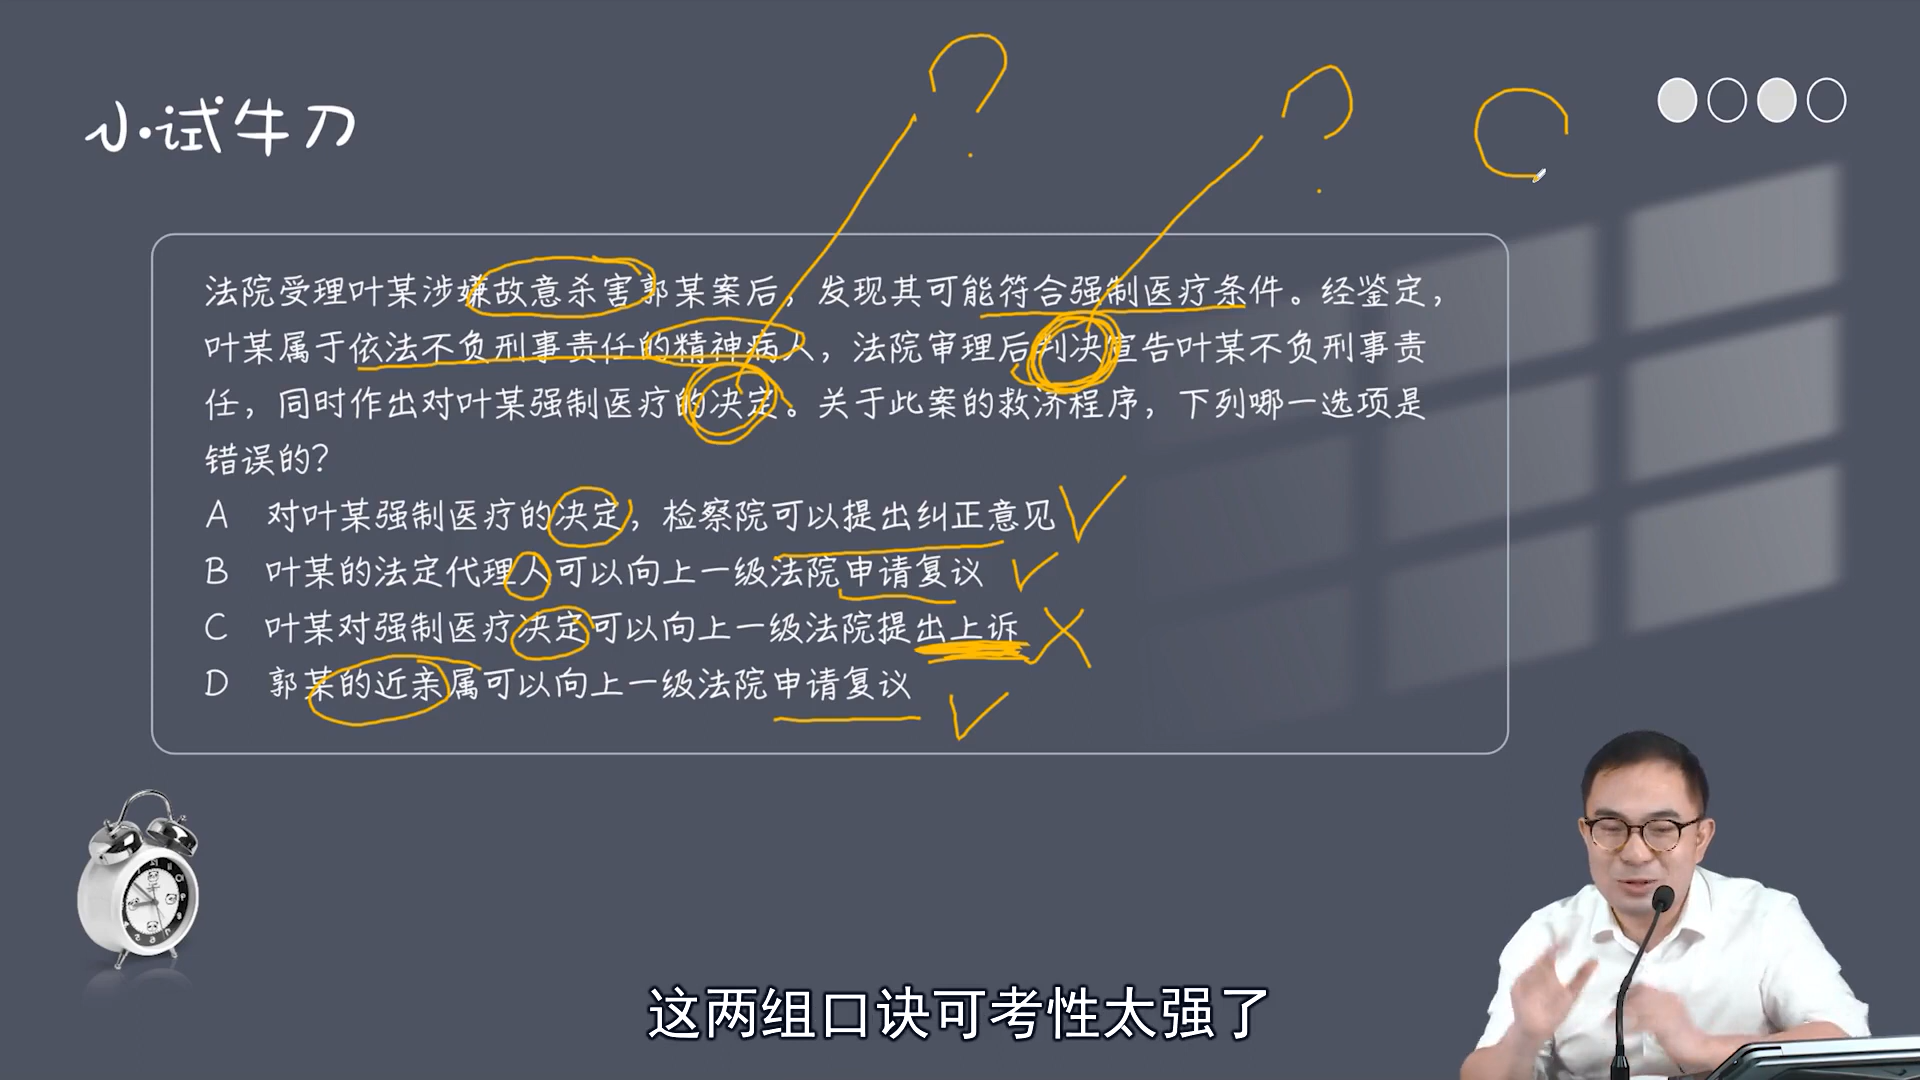 小试牛刀
法院受理叶某涉嫌故意杀害郭某案后，发现其可能符合强制医疗条件。经鉴定，
叶某属于依法不负刑事责任的精神病人，法院审理后判决宣告叶某不负刑事责
任，同时作出对叶某强制医疗的决定。关于此案的救济程序，下列哪一选项是
错误的？
A 对叶某强制医疗的决定，检察院可以提出纠正意见
B 叶某的法定代理人可以向上一级法院申请复议
C 叶某对强制医疗决定可以向上一级法院提出上诉
D 郭某的近亲属可以向上一级法院申请复议
这两组口诀可考性太强了